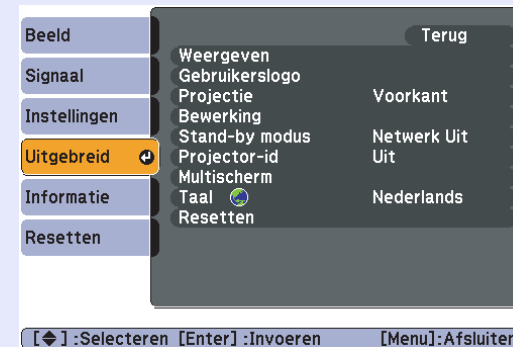 Beeld
Signaal
Instellingen
Uitgebreid
Informatie
Resetten
Terug
Weergeven
Gebruikerslogo
Projectie Voorkant
Bewerking
Stand-by modus Netwerk Uit
Projector-id Uit
Multischerm
Taal Nederlands
Resetten
[ ] :Selecteren [Enter] :Invoeren [Menu]:Afsluiten